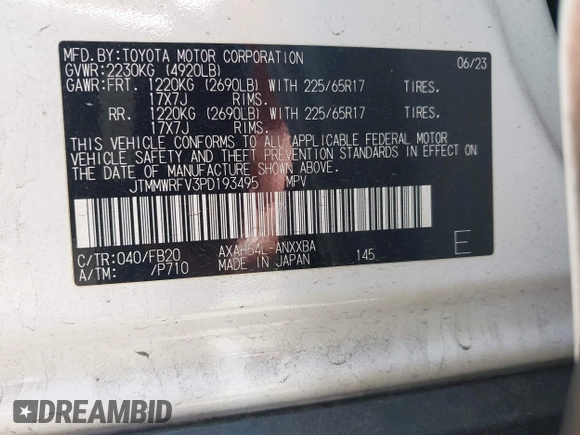 MFD.BY:TOYOTA MOTOR CORPORATION 06/23
GVWR:2230KG (4920LB)
GAWR:FRT. 1220KG (2690LB) WITH 225/65R17 TIRES.
17X7J RIMS.
RR. 1220KG (2690LB) WITH 225/65R17 TIRES.
17X7J RIMS.
THIS VEHICLE CONFORMS TO ALL APPLICABLE FEDERAL MOTOR
VEHICLE SAFETY AND THEFT PREVENTION STANDARDS IN EFFECT ON
THE DATE OF MANUFACTURE SHOWN ABOVE.
JTMMWRFV3PD193495 MPV
C/TR:040/FB20 AXAH54L-ANXXBA
A/TM: /P710 MADE IN JAPAN 145 E
DREAMBID